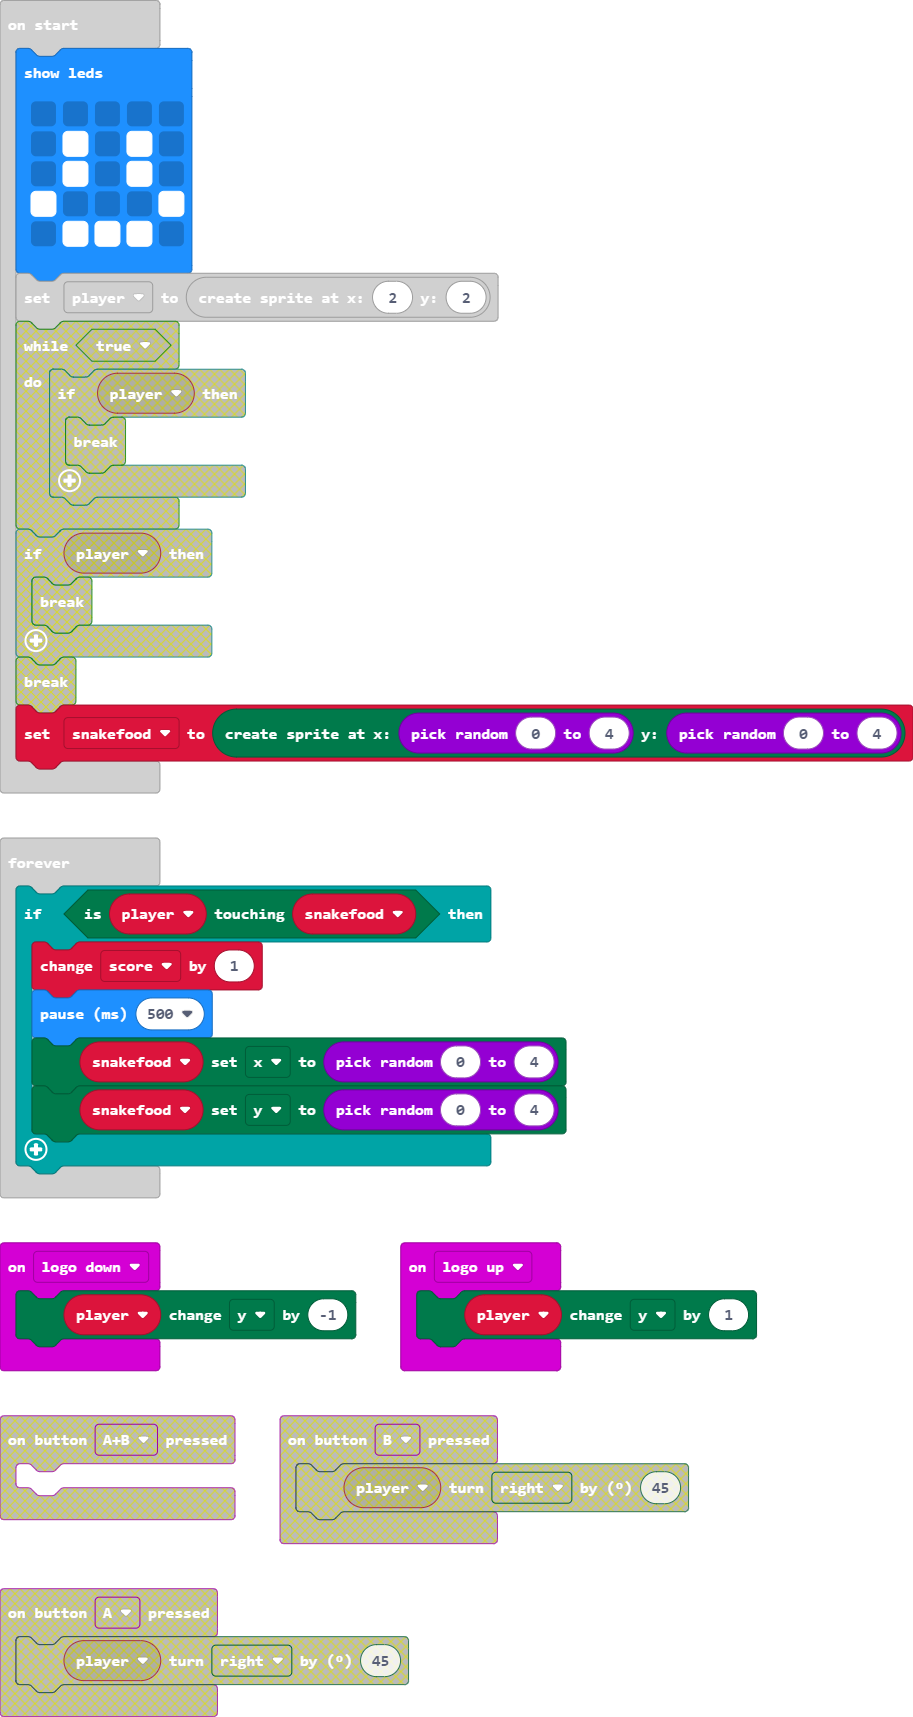 on start
show leds
set player to create sprite at x: 2 y: 2
while true
do if player then
break
if player then
break
break
set snakefood to create sprite at x: pick random 0 to 4 y: pick random 0 to 4
forever
if is player touching snakefood then
change score by 1
pause (ms) 500
snakefood set x to pick random 0 to 4
snakefood set y to pick random 0 to 4
on logo down
player change y by -1
on logo up
player change y by 1
on button A+B pressed
on button B pressed
player turn right by (º) 45
on button A pressed
player turn right by (º) 45